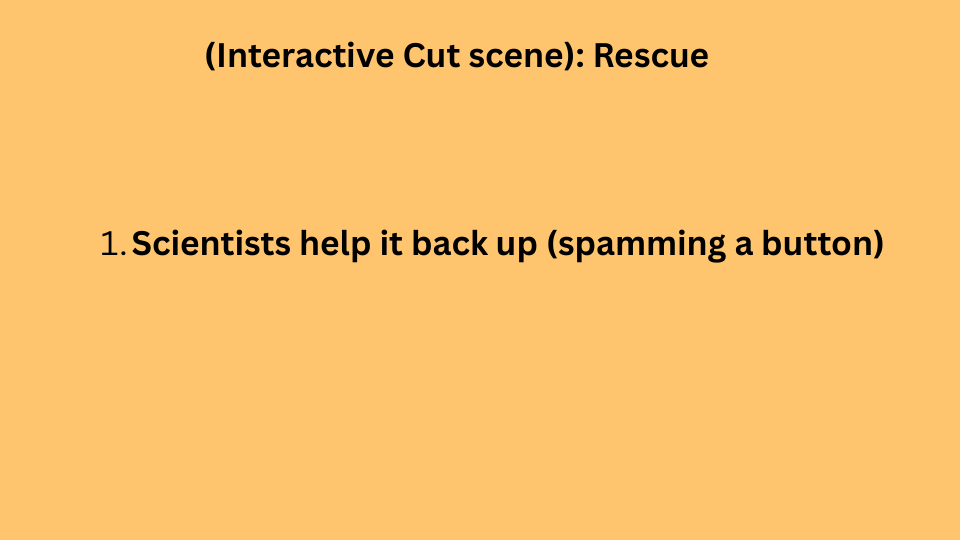 (Interactive Cut scene): Rescue
1. Scientists help it back up (spamming a button)